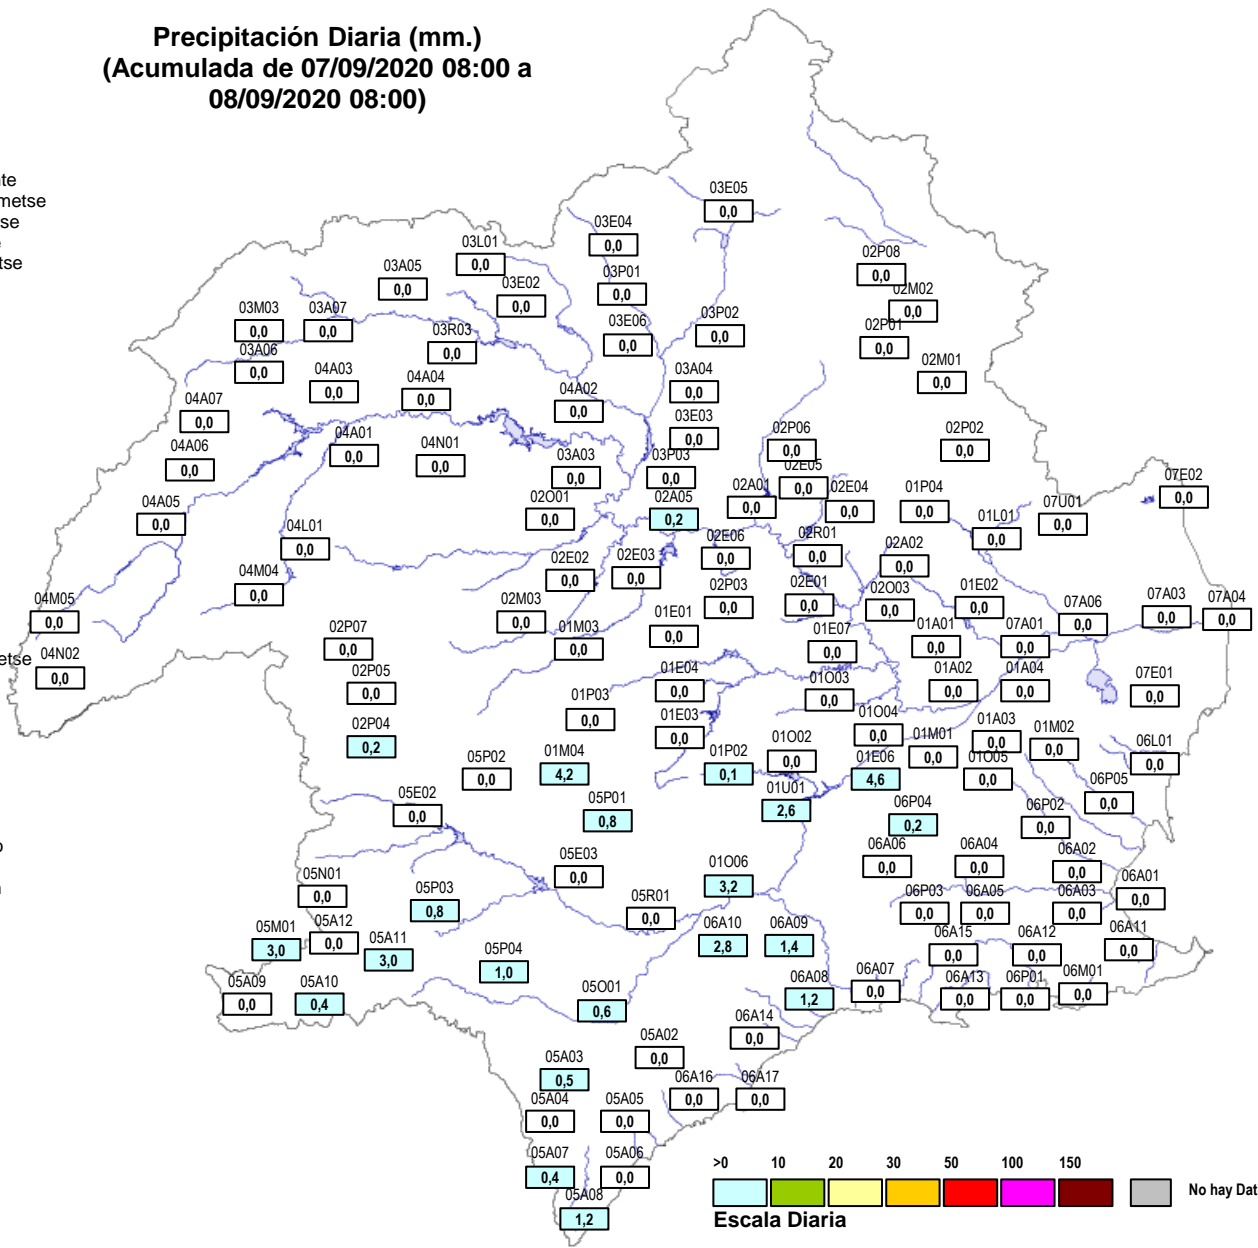 Precipitación Diaria (mm.)
(Acumulada de 07/09/2020 08:00 a
08/09/2020 08:00)
te
metse
se
tse
etse
03E05
0,0
03E04
0,0
03L01
0,0
02P08
0,0
03A05
0,0
03P01
0,0
03E02
0,0
02M02
0,0
03M03
0,0
03A07
0,0
03P02
0,0
03E06
0,0
03R03
0,0
02P01
0,0
03A06
0,0
02M01
0,0
04A03
0,0
04A04
0,0
03A04
0,0
04A02
0,0
04A07
0,0
03E03
0,0
02P06
0,0
02P02
0,0
04A01
0,0
04A06
0,0
04N01
0,0
03A03
0,0
03P03
0,0
02E05
0,0
07E02
0,0
02A01
0,0
02E04
0,0
01P04
0,0
04A05
0,0
02O01
0,0
02A05
0,2
07U01
0,0
01L01
0,0
04L01
0,0
02E06
0,0
02R01
0,0
02A02
0,0
02E02
0,0
02E03
0,0
04M04
0,0
02P03
0,0
02E01
0,0
02O03
0,0
01E02
0,0
07A03
0,0
07A04
0,0
04M05
0,0
02M03
0,0
07A06
0,0
01E01
0,0
02P07
0,0
01M03
0,0
01E07
0,0
01A01
0,0
07A01
0,0
04N02
0,0
02P05
0,0
01E04
0,0
01O03
0,0
01A02
0,0
01A04
0,0
07E01
0,0
01P03
0,0
02P04
0,2
01E03
0,0
01O04
0,0
01A03
0,0
01M02
0,0
01M01
0,0
05P02
0,0
01M04
4,2
01P02
0,1
01O02
0,0
01E06
4,6
01O05
0,0
06L01
0,0
05E02
0,0
05P01
0,8
01U01
2,6
06P04
0,2
06P02
0,0
06P05
0,0
05E03
0,0
06A06
0,0
06A04
0,0
06A02
0,0
05N01
0,0
01O06
3,2
06A01
0,0
05P03
0,8
05R01
0,0
06P03
0,0
06A05
0,0
06A03
0,0
05M01
3,0
05A12
0,0
05A11
3,0
06A10
2,8
06A09
1,4
06A15
0,0
06A12
0,0
06A11
0,0
05P04
1,0
05A09
0,0
05A10
0,4
05O01
0,6
06A08
1,2
06A07
0,0
06A13
0,0
06P01
0,0
06M01
0,0
06A14
0,0
05A02
0,0
05A03
0,5
06A16
0,0
06A17
0,0
05A04
0,0
05A05
0,0
05A07
0,4
05A06
0,0
05A08
1,2
>0 10 20 30 50 100 150
No hay Dat
Escala Diaria